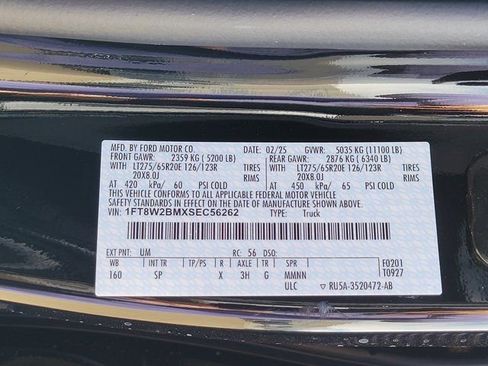 MFD. BY FORD MOTOR CO. DATE: 02/25 GVWR: 5035 KG (11100 LB)
FRONT GAWR: 2359 KG ( 5200 LB) REAR GAWR: 2876 KG ( 6340 LB)
LT275/65R20E 126/123R TIRES LT275/65R20E 126/123R TIRES
20X8.0J RIMS 20X8.0J RIMS
AT 420 kPa/ 60 PSI COLD AT 450 kPa/ 65 PSI COLD
THIS VEHICLE CONFORMS TO ALL APPLICABLE FEDERAL MOTOR VEHICLE
SAFETY STANDARDS IN EFFECT ON THE DATE OF MANUFACTURE SHOWN ABOVE.
VIN: 1FT8W2BMXSEC56262 TYPE: Truck
EXT PNT: UM RC: 56 DSO:
WB INT TR TP/PS R AXLE TR SPR F0201
160 SP X 3H G MMNN T0927
ULC ▽ RU5A-3520472-AB